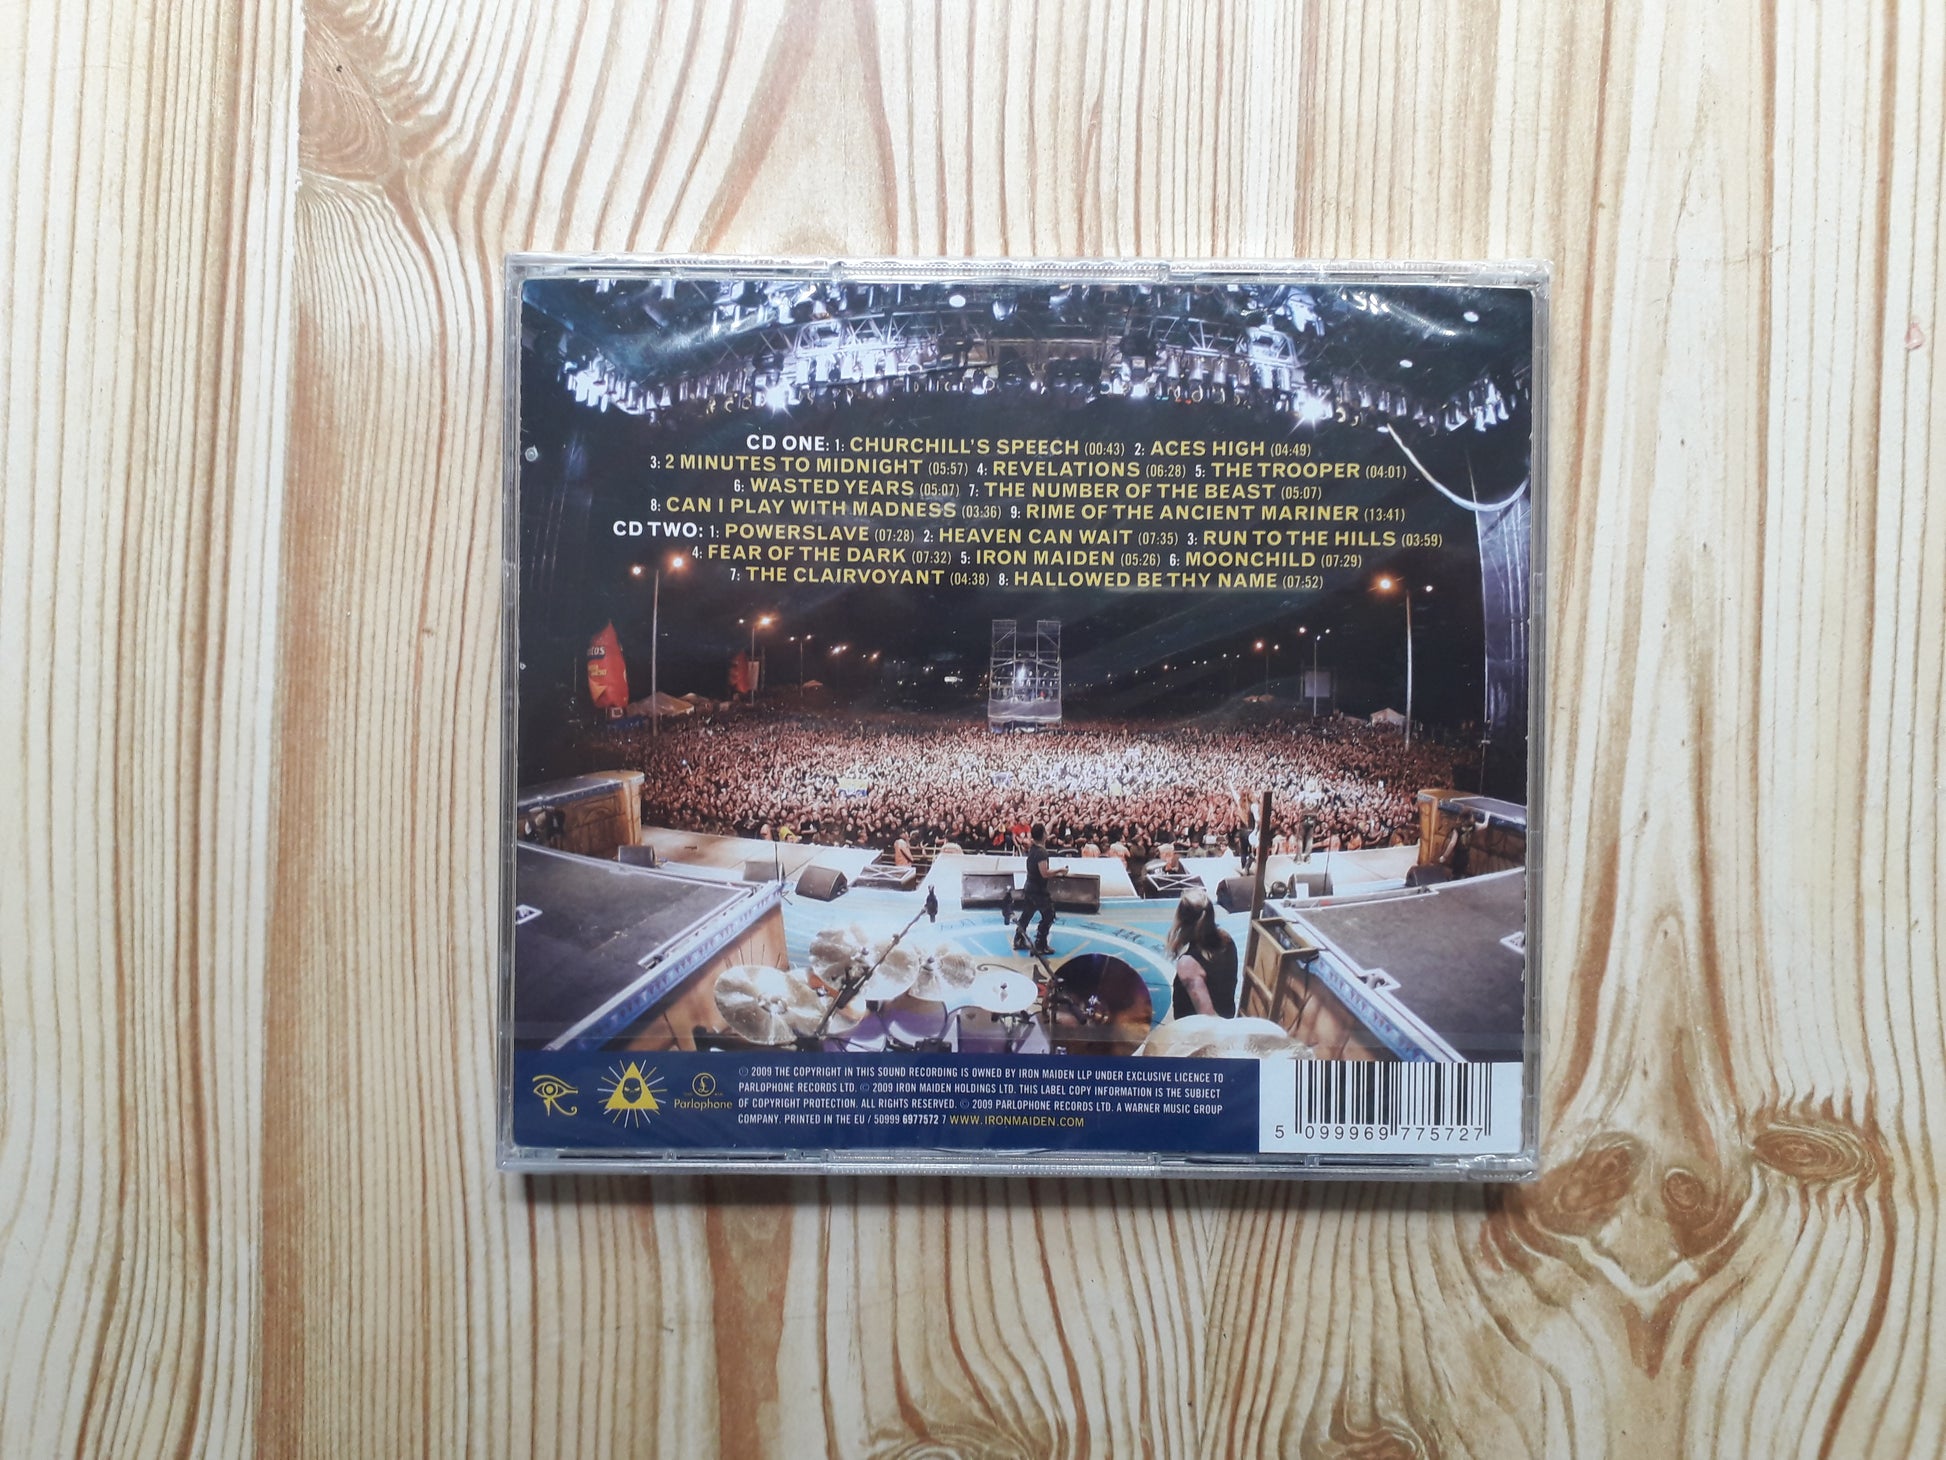 CD ONE: 1: CHURCHILL'S SPEECH (00:43) 2: ACES HIGH (04:49)
3: 2 MINUTES TO MIDNIGHT (05:57) 4: REVELATIONS (06:28) 5: THE TROOPER (04:01)
6: WASTED YEARS (05:07) 7: THE NUMBER OF THE BEAST (05:07)
8: CAN I PLAY WITH MADNESS (03:36) 9: RIME OF THE ANCIENT MARINER (13:41)
CD TWO: 1: POWERSLAVE (07:28) 2: HEAVEN CAN WAIT (07:35) 3: RUN TO THE HILLS (03:59)
4: FEAR OF THE DARK (07:32) 5: IRON MAIDEN (05:26) 6: MOONCHILD (07:29)
7: THE CLAIRVOYANT (04:38) 8: HALLOWED BE THY NAME (07:52)
£
Parlophone
℗ 2009 THE COPYRIGHT IN THIS SOUND RECORDING IS OWNED BY IRON MAIDEN LLP UNDER EXCLUSIVE LICENCE TO
PARLOPHONE RECORDS LTD. © 2009 IRON MAIDEN HOLDINGS LTD. THIS LABEL COPY INFORMATION IS THE SUBJECT
OF COPYRIGHT PROTECTION. ALL RIGHTS RESERVED. © 2009 PARLOPHONE RECORDS LTD. A WARNER MUSIC GROUP
COMPANY. PRINTED IN THE EU / 50999 6977572 7 WWW.IRONMAIDEN.COM
5 099969 775727